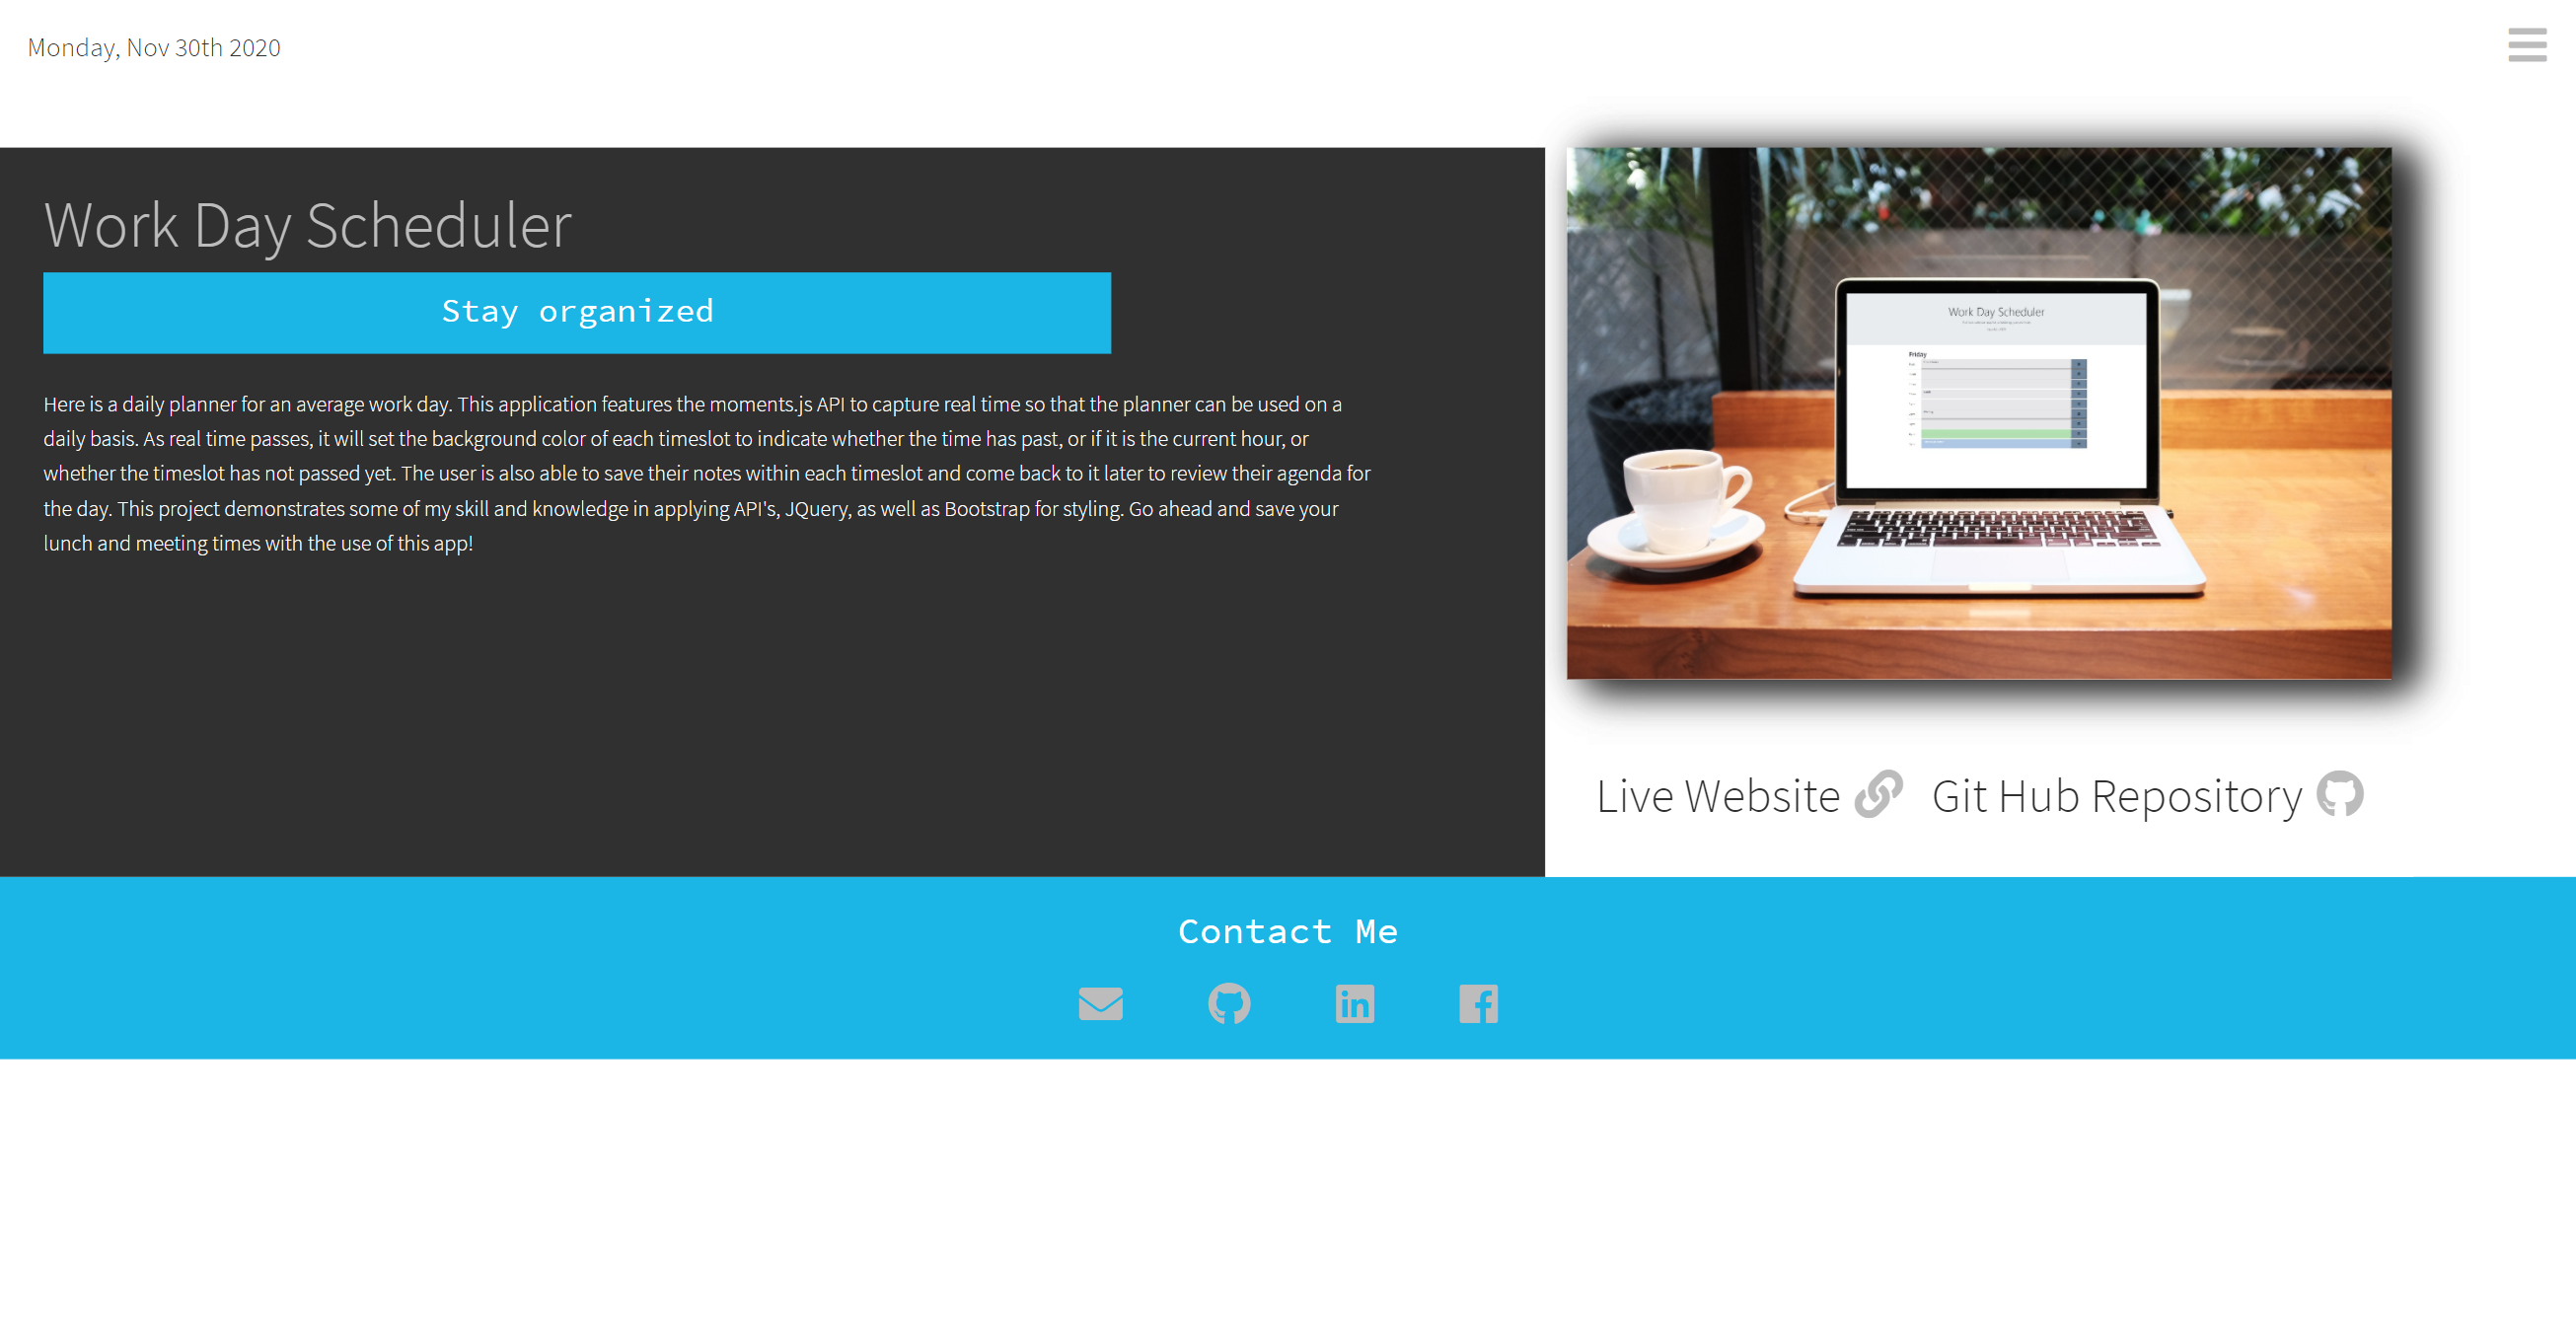 Monday, Nov 30th 2020
Work Day Scheduler
Stay organized
Here is a daily planner for an average work day. This application features the moments.js API to capture real time so that the planner can be used on a
daily basis. As real time passes, it will set the background color of each timeslot to indicate whether the time has past, or if it is the current hour, or
whether the timeslot has not passed yet. The user is also able to save their notes within each timeslot and come back to it later to review their agenda for
the day. This project demonstrates some of my skill and knowledge in applying API's, JQuery, as well as Bootstrap for styling. Go ahead and save your
lunch and meeting times with the use of this app!
Work Day Scheduler
Friday
Live Website
Git Hub Repository
Contact Me